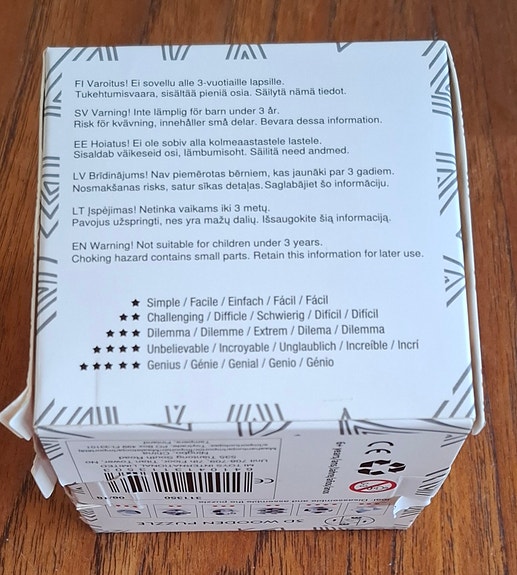 FI Varoitus! Ei sovellu alle 3-vuotiaille lapsille.
Tukehtumisvaara, sisältää pieniä osia. Säilytä nämä tiedot.
SV Varning! Inte lämplig för barn under 3 år.
Risk för kvävning, innehåller små delar. Bevara dessa information.
EE Hoiatus! Ei ole sobiv alla kolmeaastastele lastele.
Sisaldab väikeseid osi, lämbumisoht. Säilitä need andmed.
LV Brīdinājums! Nav piemērotas bērniem, kas jaunāki par 3 gadiem.
Nosmakšanas risks, satur sīkas detaļas. Saglabājiet šo informāciju.
LT Įspėjimas! Netinka vaikams iki 3 metų.
Pavojus užspringti, nes yra mažų dalių. Išsaugokite šią informaciją.
EN Warning! Not suitable for children under 3 years.
Choking hazard contains small parts. Retain this information for later use.
★ Simple / Facile / Einfach / Fácil / Fácil
★★ Challenging / Difficle / Schwierig / Difícil / Difícil
★★★ Dilemma / Dilemme / Extrem / Dilema / Dilemma
★★★★ Unbelievable / Incroyable / Unglaublich / Increíble / Incrí
★★★★★ Genius / Génie / Genial / Genio / Génio
CE
311350
3D WOODEN PUZZLE